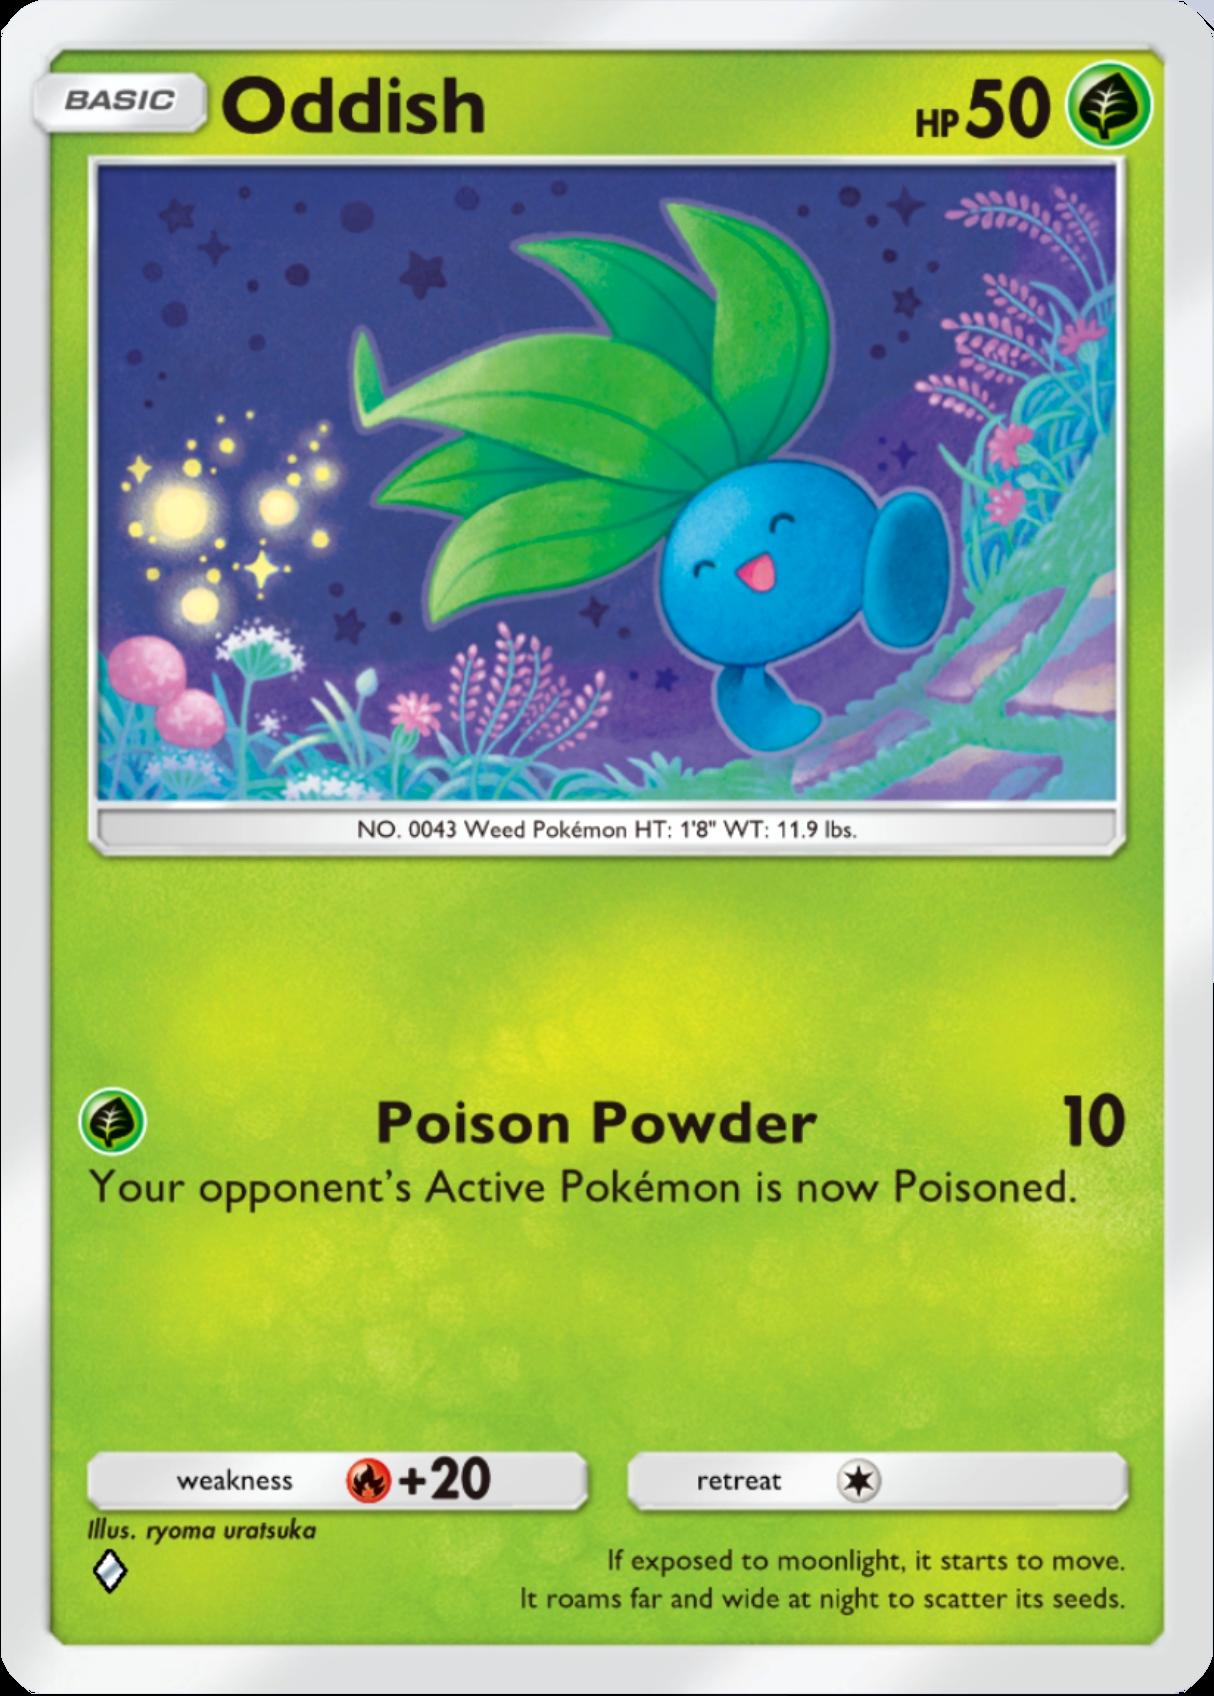 BASIC Oddish HP 50
NO. 0043 Weed Pokémon HT: 1'8" WT: 11.9 lbs.
Poison Powder 10
Your opponent's Active Pokémon is now Poisoned.
weakness +20 retreat
Illus. ryoma uratsuka
If exposed to moonlight, it starts to move.
It roams far and wide at night to scatter its seeds.